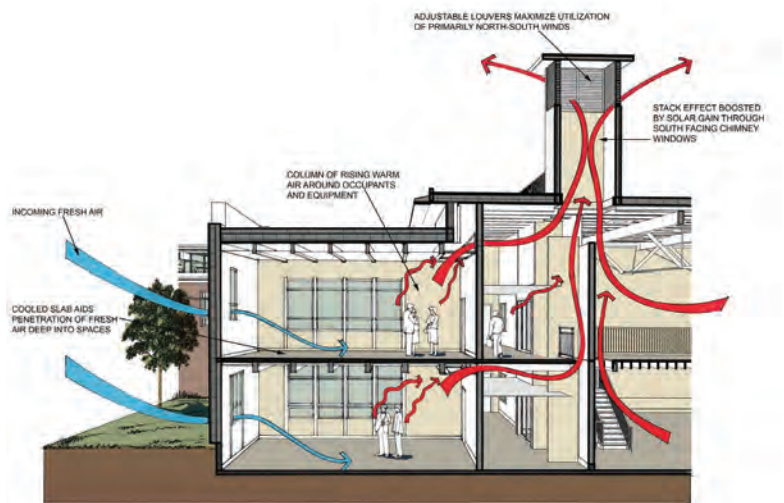 ADJUSTABLE LOUVERS MAXIMIZE UTILIZATION
OF PRIMARILY NORTH-SOUTH WINDS
STACK EFFECT BOOSTED
BY SOLAR GAIN THROUGH
SOUTH FACING CHIMNEY
WINDOWS
COLUMN OF RISING WARM
AIR AROUND OCCUPANTS
AND EQUIPMENT
INCOMING FRESH AIR
COOLED SLAB AIDS
PENETRATION OF FRESH
AIR DEEP INTO SPACES